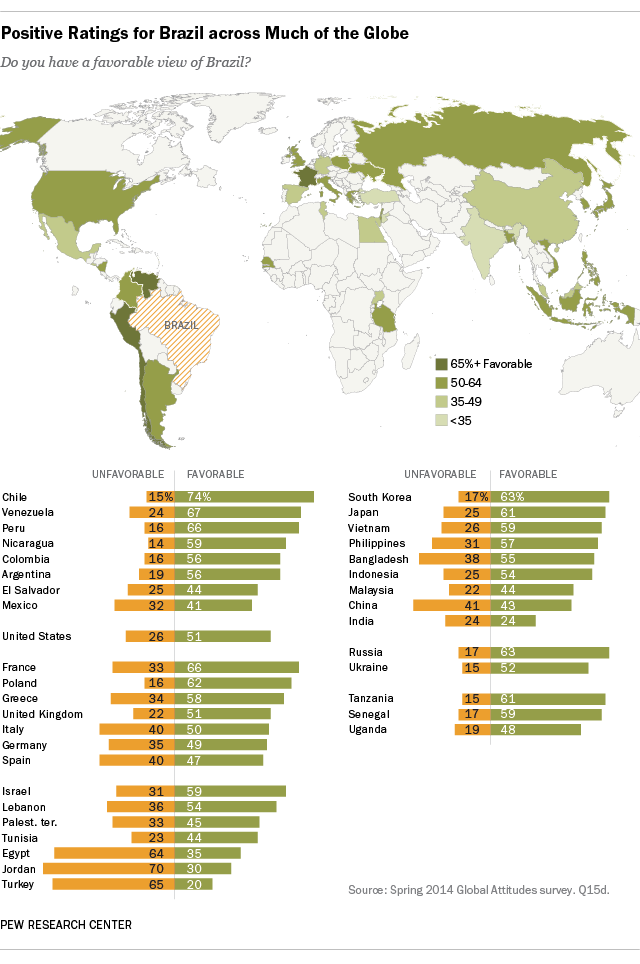 Positive Ratings for Brazil across Much of the Globe
Do you have a favorable view of Brazil?
BRAZIL
65%+ Favorable
50-64
35-49
<35
UNFAVORABLE FAVORABLE
Chile 15% 74%
Venezuela 24 67
Peru 16 66
Nicaragua 14 59
Colombia 16 56
Argentina 19 56
El Salvador 25 44
Mexico 32 41
United States 26 51
France 33 66
Poland 16 62
Greece 34 58
United Kingdom 22 51
Italy 40 50
Germany 35 49
Spain 40 47
Israel 31 59
Lebanon 36 54
Palest. ter. 33 45
Tunisia 23 44
Egypt 64 35
Jordan 70 30
Turkey 65 20
UNFAVORABLE FAVORABLE
South Korea 17% 63%
Japan 25 61
Vietnam 26 59
Philippines 31 57
Bangladesh 38 55
Indonesia 25 54
Malaysia 22 44
China 41 43
India 24 24
Russia 17 63
Ukraine 15 52
Tanzania 15 61
Senegal 17 59
Uganda 19 48
Source: Spring 2014 Global Attitudes survey. Q15d.
PEW RESEARCH CENTER